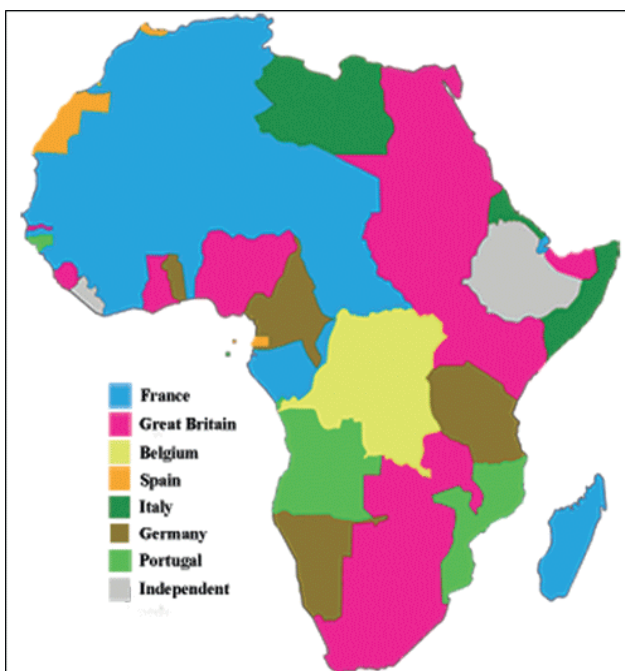 France
Great Britain
Belgium
Spain
Italy
Germany
Portugal
Independent